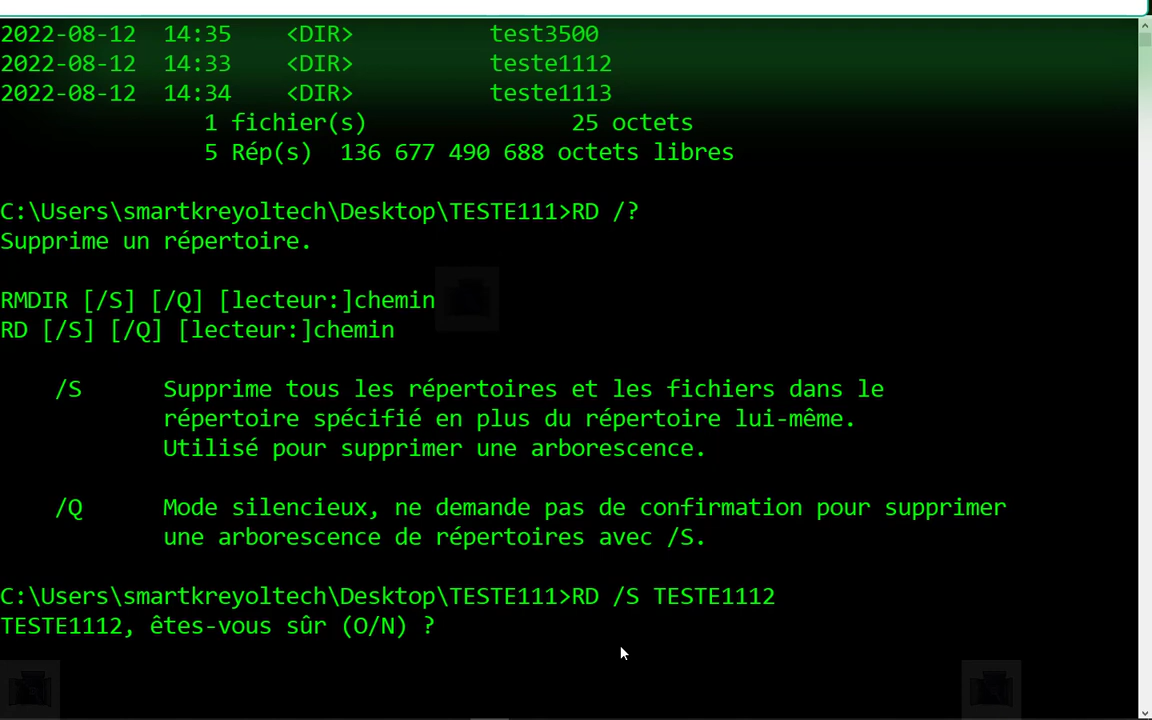 2022-08-12  14:35    <DIR>          test3500
2022-08-12  14:33    <DIR>          teste1112
2022-08-12  14:34    <DIR>          teste1113
               1 fichier(s)               25 octets
               5 Rép(s)  136 677 490 688 octets libres
C:\Users\smartkreyoltech\Desktop\TESTE111>RD /?
Supprime un répertoire.
RMDIR [/S] [/Q] [lecteur:]chemin
RD [/S] [/Q] [lecteur:]chemin
    /S      Supprime tous les répertoires et les fichiers dans le
            répertoire spécifié en plus du répertoire lui-même.
            Utilisé pour supprimer une arborescence.
    /Q      Mode silencieux, ne demande pas de confirmation pour supprimer
            une arborescence de répertoires avec /S.
C:\Users\smartkreyoltech\Desktop\TESTE111>RD /S TESTE1112
TESTE1112, êtes-vous sûr (O/N) ?